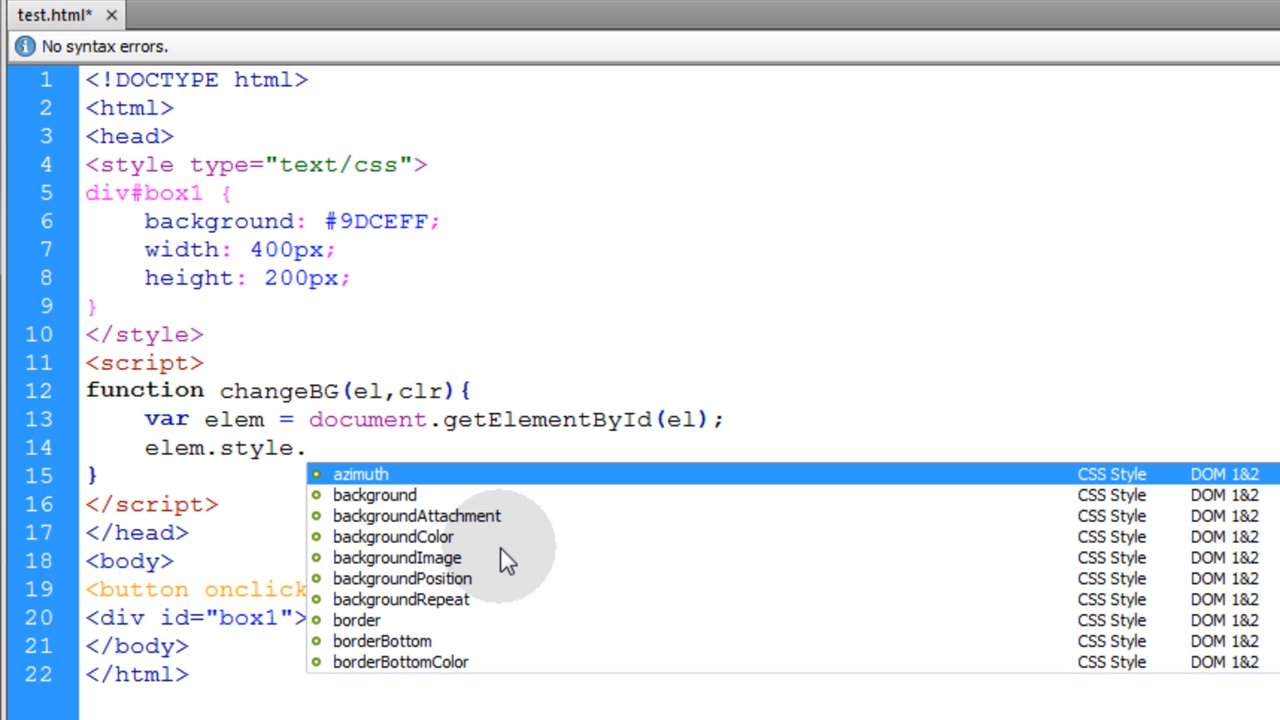 test.html* ×
No syntax errors.
1 <!DOCTYPE html>
2 <html>
3 <head>
4 <style type="text/css">
5 div#box1 {
6     background: #9DCEFF;
7     width: 400px;
8     height: 200px;
9 }
10 </style>
11 <script>
12 function changeBG(el,clr){
13     var elem = document.getElementById(el);
14     elem.style.
azimuth CSS Style DOM 1&2
15 }
background CSS Style DOM 1&2
16 </script>
backgroundAttachment CSS Style DOM 1&2
backgroundColor CSS Style DOM 1&2
17 </head>
backgroundImage CSS Style DOM 1&2
18 <body>
backgroundPosition CSS Style DOM 1&2
19 <button onclick
backgroundRepeat CSS Style DOM 1&2
20 <div id="box1">
border CSS Style DOM 1&2
21 </body>
borderBottom CSS Style DOM 1&2
borderBottomColor CSS Style DOM 1&2
22 </html>